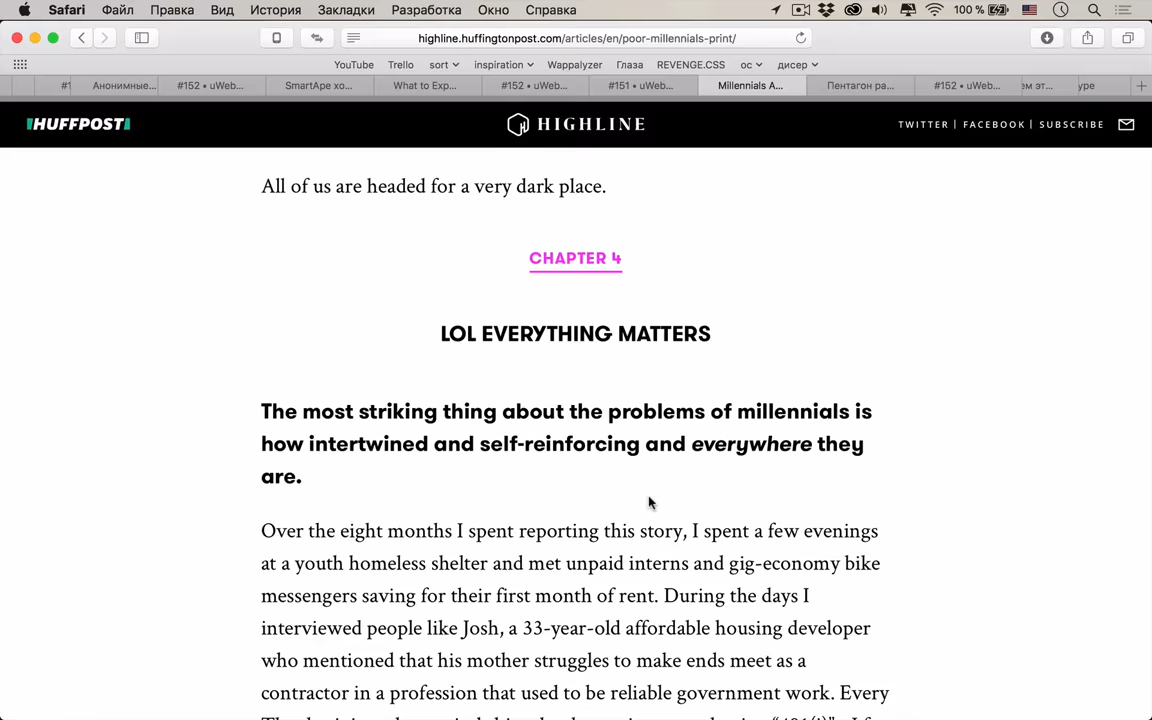 Safari Файл Правка Вид История Закладки Разработка Окно Справка 100 %
highline.huffingtonpost.com/articles/en/poor-millennials-print/
YouTube Trello sort inspiration Wappalyzer Глаза REVENGE.CSS ос дисер
#1 Анонимные... #152 • uWeb... SmartApe хо... What to Exp... #152 • uWeb... #151 • uWeb... Millennials A... Пентагон ра... #152 • uWeb... ем эт... ype
HUFFPOST HIGHLINE TWITTER | FACEBOOK | SUBSCRIBE
All of us are headed for a very dark place.
CHAPTER 4
LOL EVERYTHING MATTERS
The most striking thing about the problems of millennials is
how intertwined and self-reinforcing and everywhere they
are.
Over the eight months I spent reporting this story, I spent a few evenings
at a youth homeless shelter and met unpaid interns and gig-economy bike
messengers saving for their first month of rent. During the days I
interviewed people like Josh, a 33-year-old affordable housing developer
who mentioned that his mother struggles to make ends meet as a
contractor in a profession that used to be reliable government work. Every